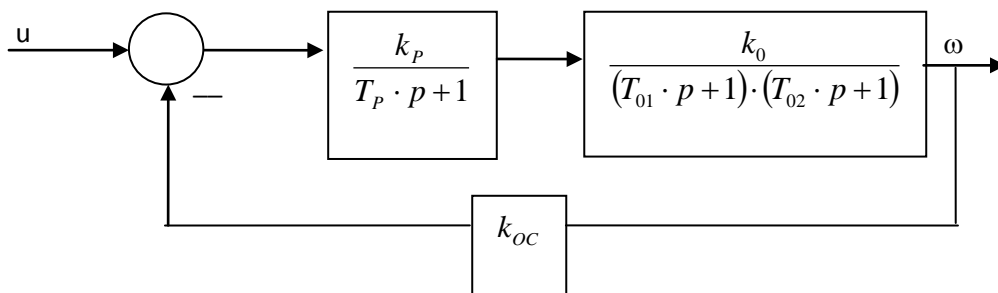 u
k_P
T_P · p + 1
k_0
(T_01 · p + 1) · (T_02 · p + 1)
ω
—
k_OC